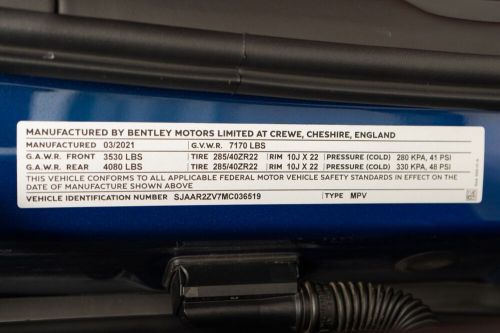 MANUFACTURED BY BENTLEY MOTORS LIMITED AT CREWE, CHESHIRE, ENGLAND
MANUFACTURED 03/2021 G.V.W.R. 7170 LBS
G.A.W.R. FRONT 3530 LBS TIRE 285/40ZR22 RIM 10J X 22 PRESSURE (COLD) 280 KPA, 41 PSI
G.A.W.R. REAR 4080 LBS TIRE 285/40ZR22 RIM 10J X 22 PRESSURE (COLD) 330 KPA, 48 PSI
THIS VEHICLE CONFORMS TO ALL APPLICABLE FEDERAL MOTOR VEHICLE SAFETY STANDARDS IN EFFECT ON THE
DATE OF MANUFACTURE SHOWN ABOVE.
VEHICLE IDENTIFICATION NUMBER SJAAR2ZV7MC036519 TYPE MPV